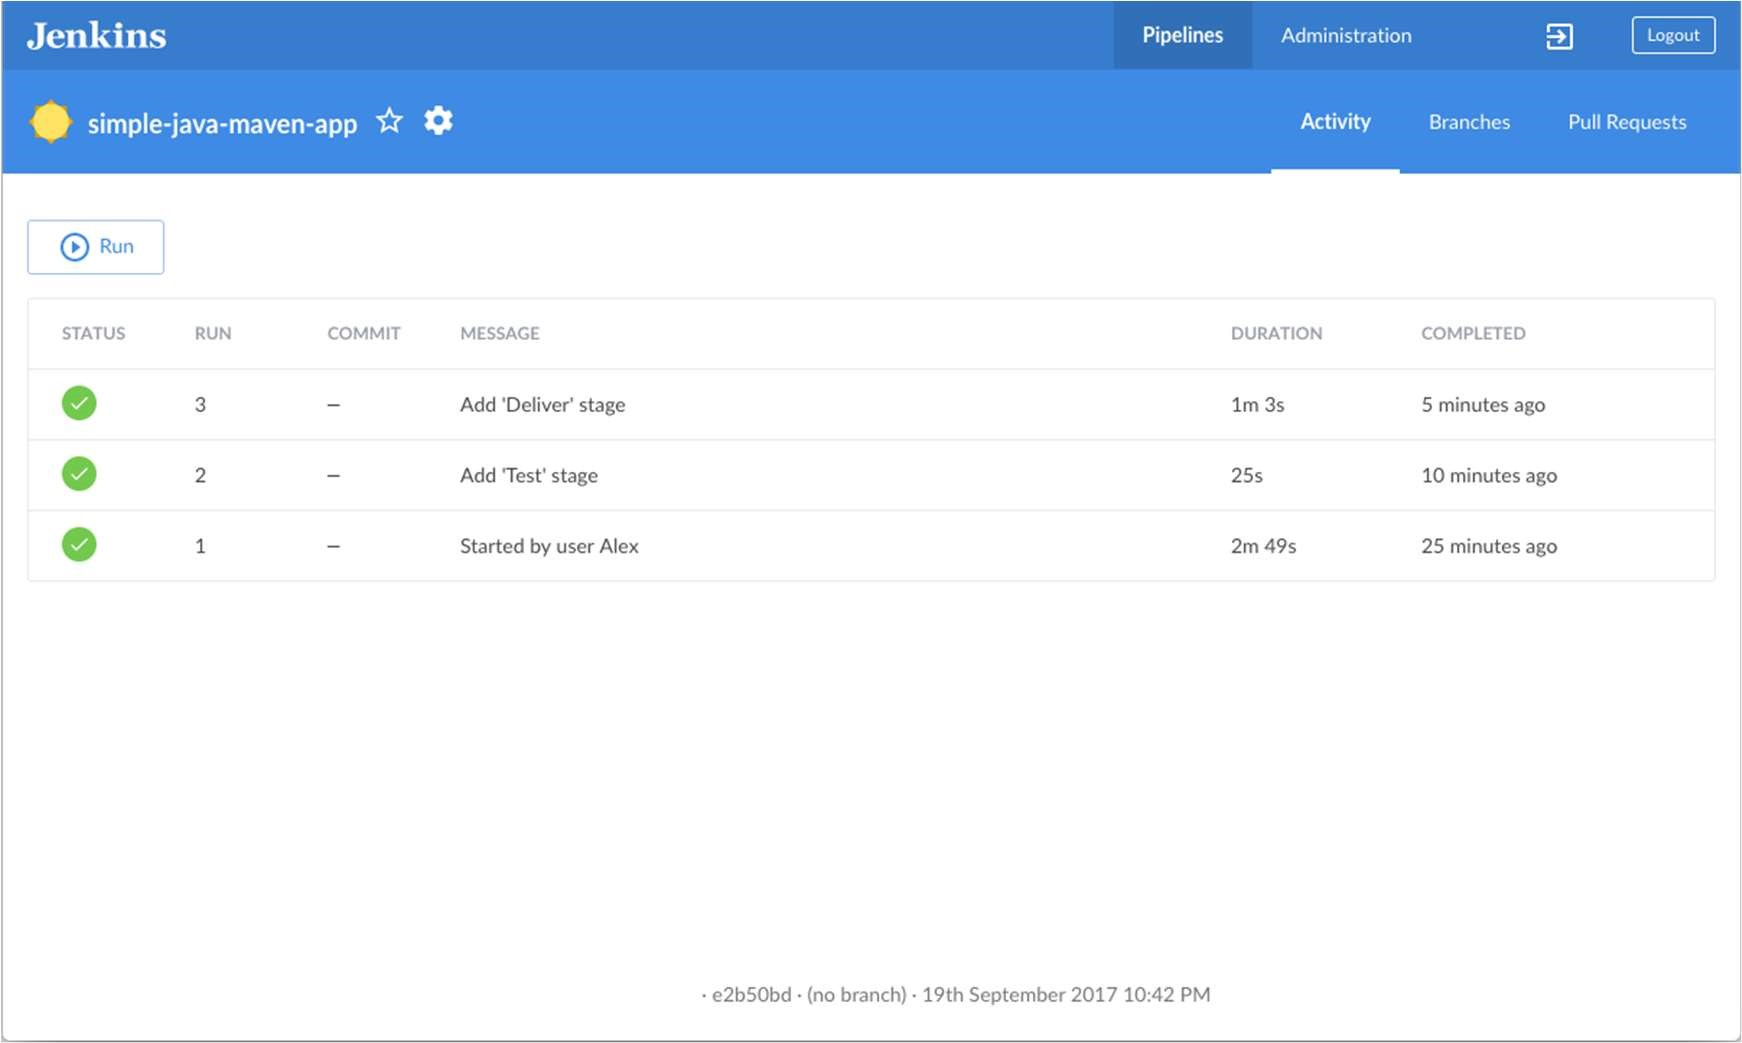 Jenkins Pipelines Administration Logout
simple-java-maven-app Activity Branches Pull Requests
Run
STATUS RUN COMMIT MESSAGE DURATION COMPLETED
3 – Add 'Deliver' stage 1m 3s 5 minutes ago
2 – Add 'Test' stage 25s 10 minutes ago
1 – Started by user Alex 2m 49s 25 minutes ago
· e2b50bd · (no branch) · 19th September 2017 10:42 PM